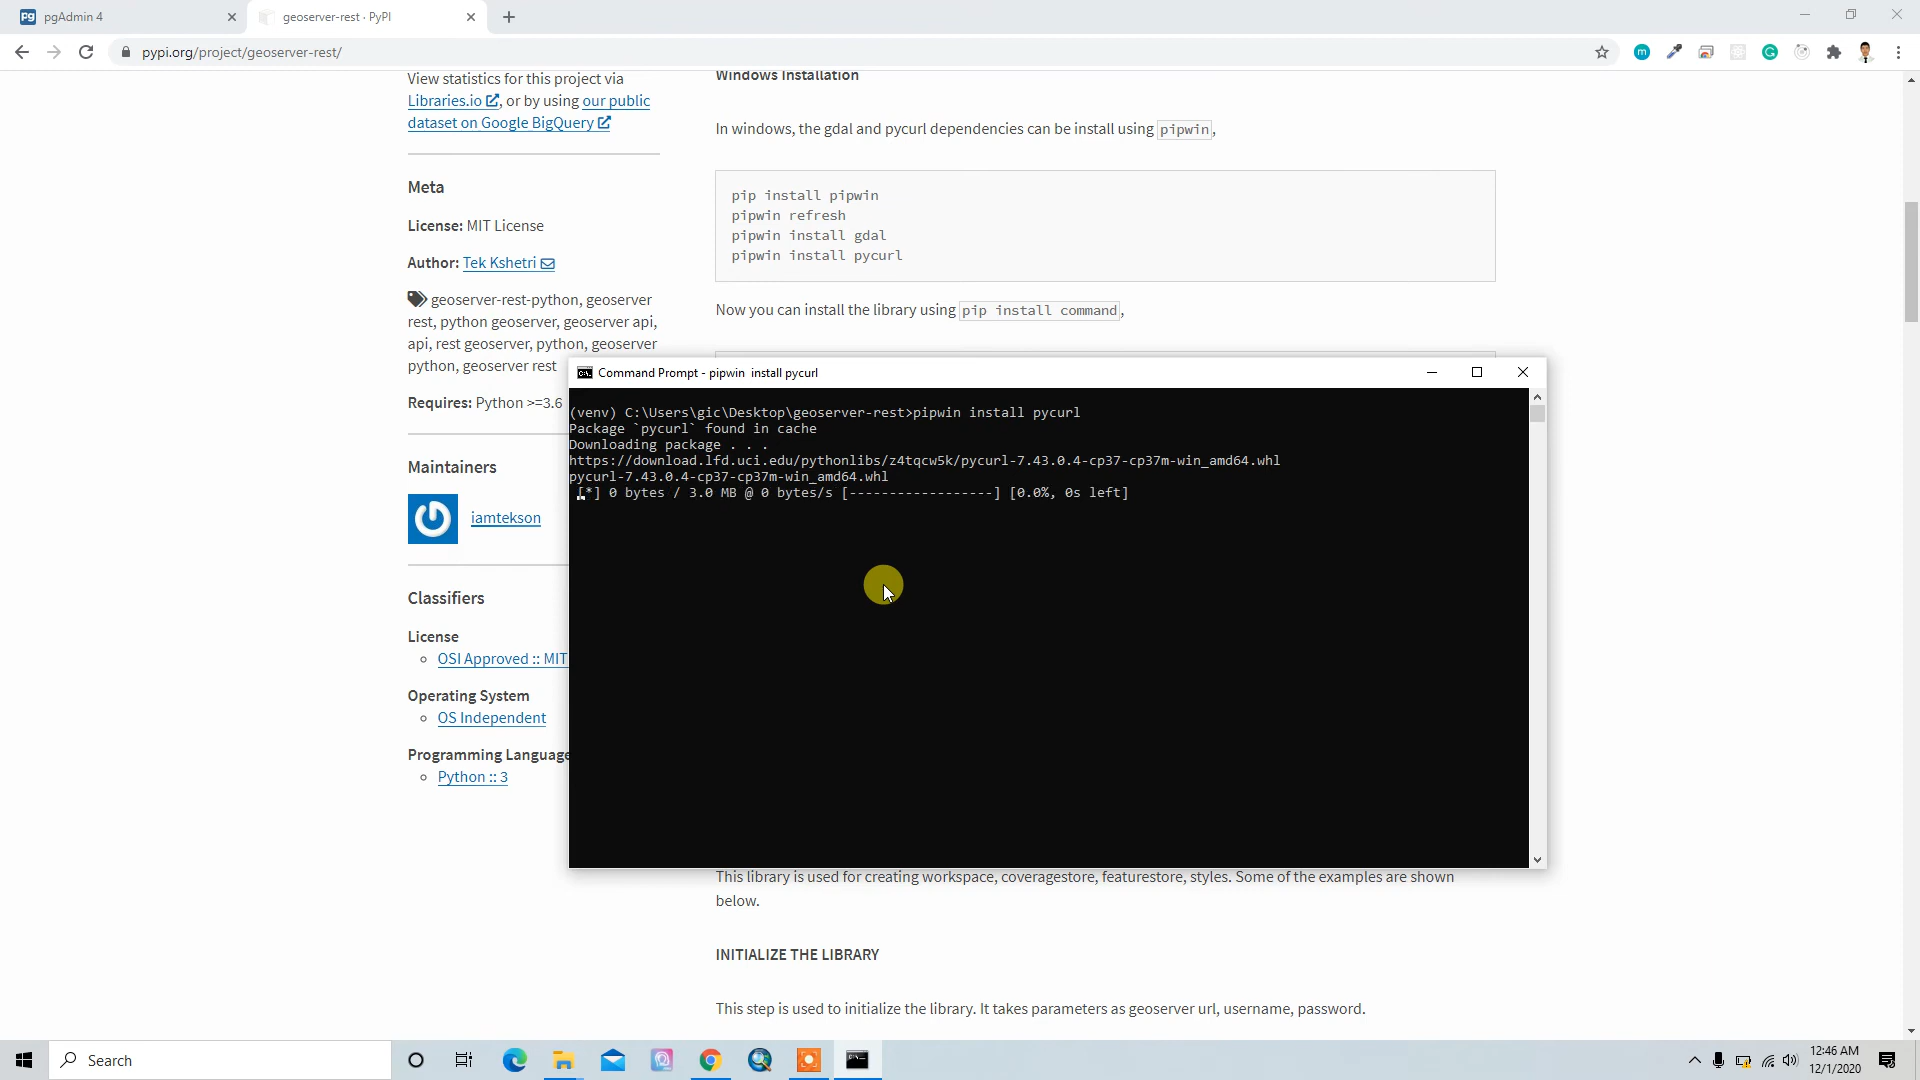 pgAdmin 4
geoserver-rest · PyPI
pypi.org/project/geoserver-rest/
View statistics for this project via
Libraries.io, or by using our public
dataset on Google BigQuery
Meta
License: MIT License
Author: Tek Kshetri
geoserver-rest-python, geoserver
rest, python geoserver, geoserver api,
api, rest geoserver, python, geoserver
python, geoserver rest
Requires: Python >=3.6
Maintainers
iamtekson
Classifiers
License
OSI Approved :: MIT
Operating System
OS Independent
Programming Language
Python :: 3
Windows Installation
In windows, the gdal and pycurl dependencies can be install using pipwin,
pip install pipwin
pipwin refresh
pipwin install gdal
pipwin install pycurl
Now you can install the library using pip install command,
Command Prompt - pipwin  install pycurl
(venv) C:\Users\gic\Desktop\geoserver-rest>pipwin install pycurl
Package `pycurl` found in cache
Downloading package . . .
https://download.lfd.uci.edu/pythonlibs/z4tqcw5k/pycurl-7.43.0.4-cp37-cp37m-win_amd64.whl
pycurl-7.43.0.4-cp37-cp37m-win_amd64.whl
[*] 0 bytes / 3.0 MB @ 0 bytes/s [------------------] [0.0%, 0s left]
This library is used for creating workspace, coveragestore, featurestore, styles. Some of the examples are shown
below.
INITIALIZE THE LIBRARY
This step is used to initialize the library. It takes parameters as geoserver url, username, password.
Search
12:46 AM
12/1/2020